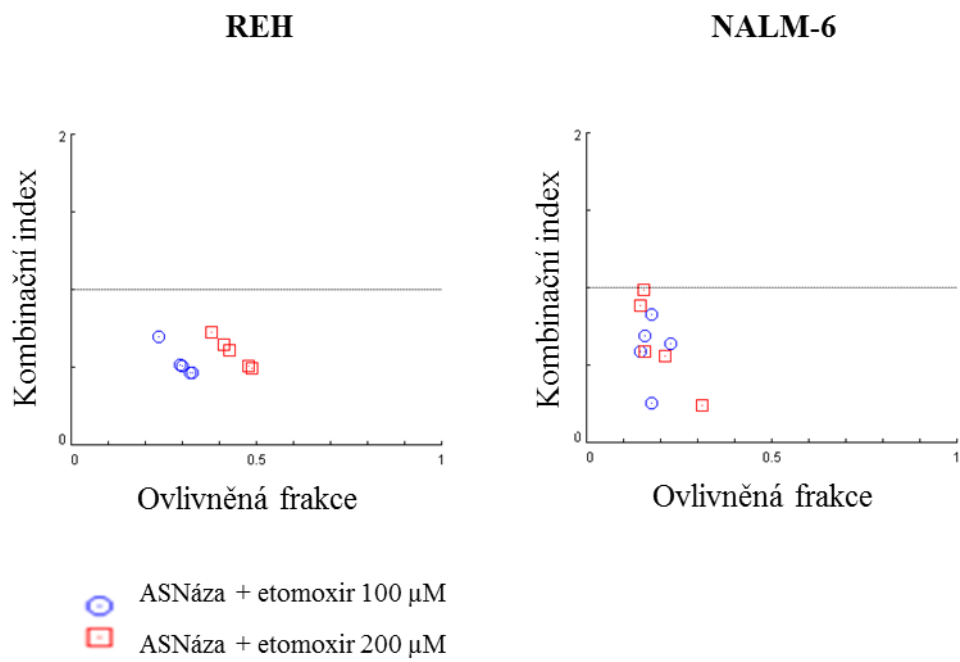 REH
NALM-6
2
Kombinační index
0
0
0.5
1
Ovlivněná frakce
2
Kombinační index
0
0
0.5
1
Ovlivněná frakce
ASNáza + etomoxir 100 µM
ASNáza + etomoxir 200 µM